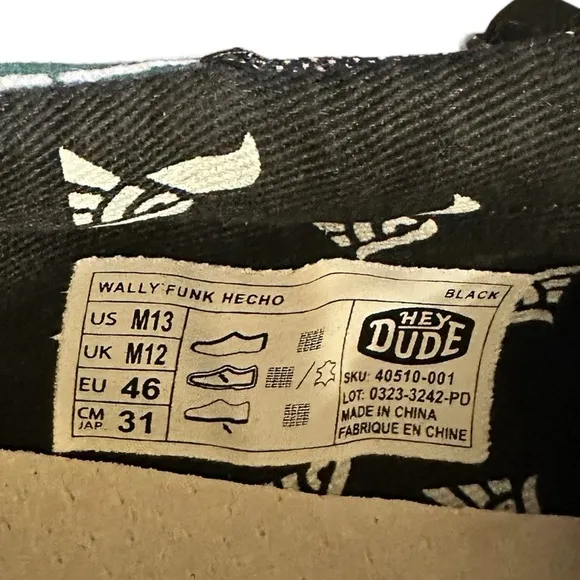 WALLY FUNK HECHO BLACK
US M13
UK M12
EU 46
CM JAP. 31
HEY
DUDE
SKU: 40510-001
LOT: 0323-3242-PD
MADE IN CHINA
FABRIQUE EN CHINE